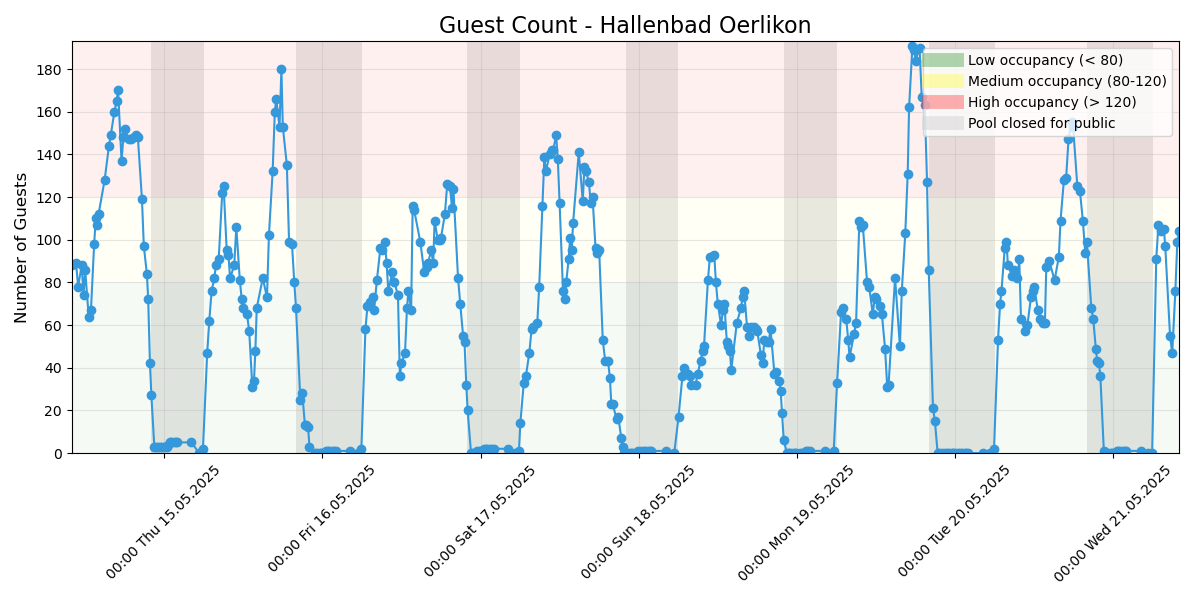 Guest Count - Hallenbad Oerlikon
Number of Guests
180
160
140
120
100
80
60
40
20
0
Low occupancy (< 80)
Medium occupancy (80-120)
High occupancy (> 120)
Pool closed for public
00:00 Thu 15.05.2025
00:00 Fri 16.05.2025
00:00 Sat 17.05.2025
00:00 Sun 18.05.2025
00:00 Mon 19.05.2025
00:00 Tue 20.05.2025
00:00 Wed 21.05.2025